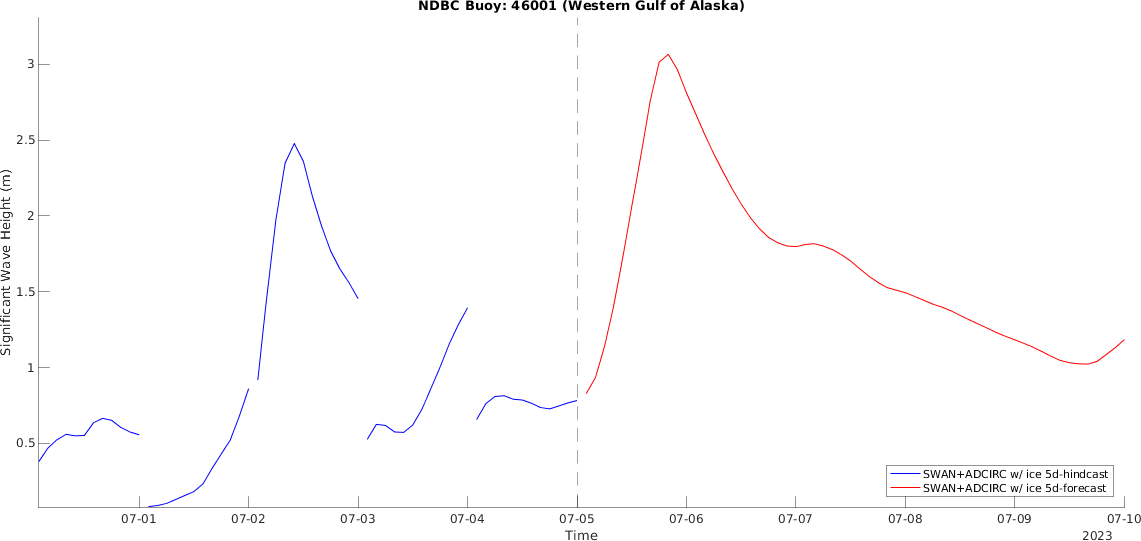 NDBC Buoy: 46001 (Western Gulf of Alaska)
Significant Wave Height (m)
3
2.5
2
1.5
1
0.5
SWAN+ADCIRC w/ ice 5d-hindcast
SWAN+ADCIRC w/ ice 5d-forecast
07-01 07-02 07-03 07-04 07-05 07-06 07-07 07-08 07-09 07-10
Time
2023